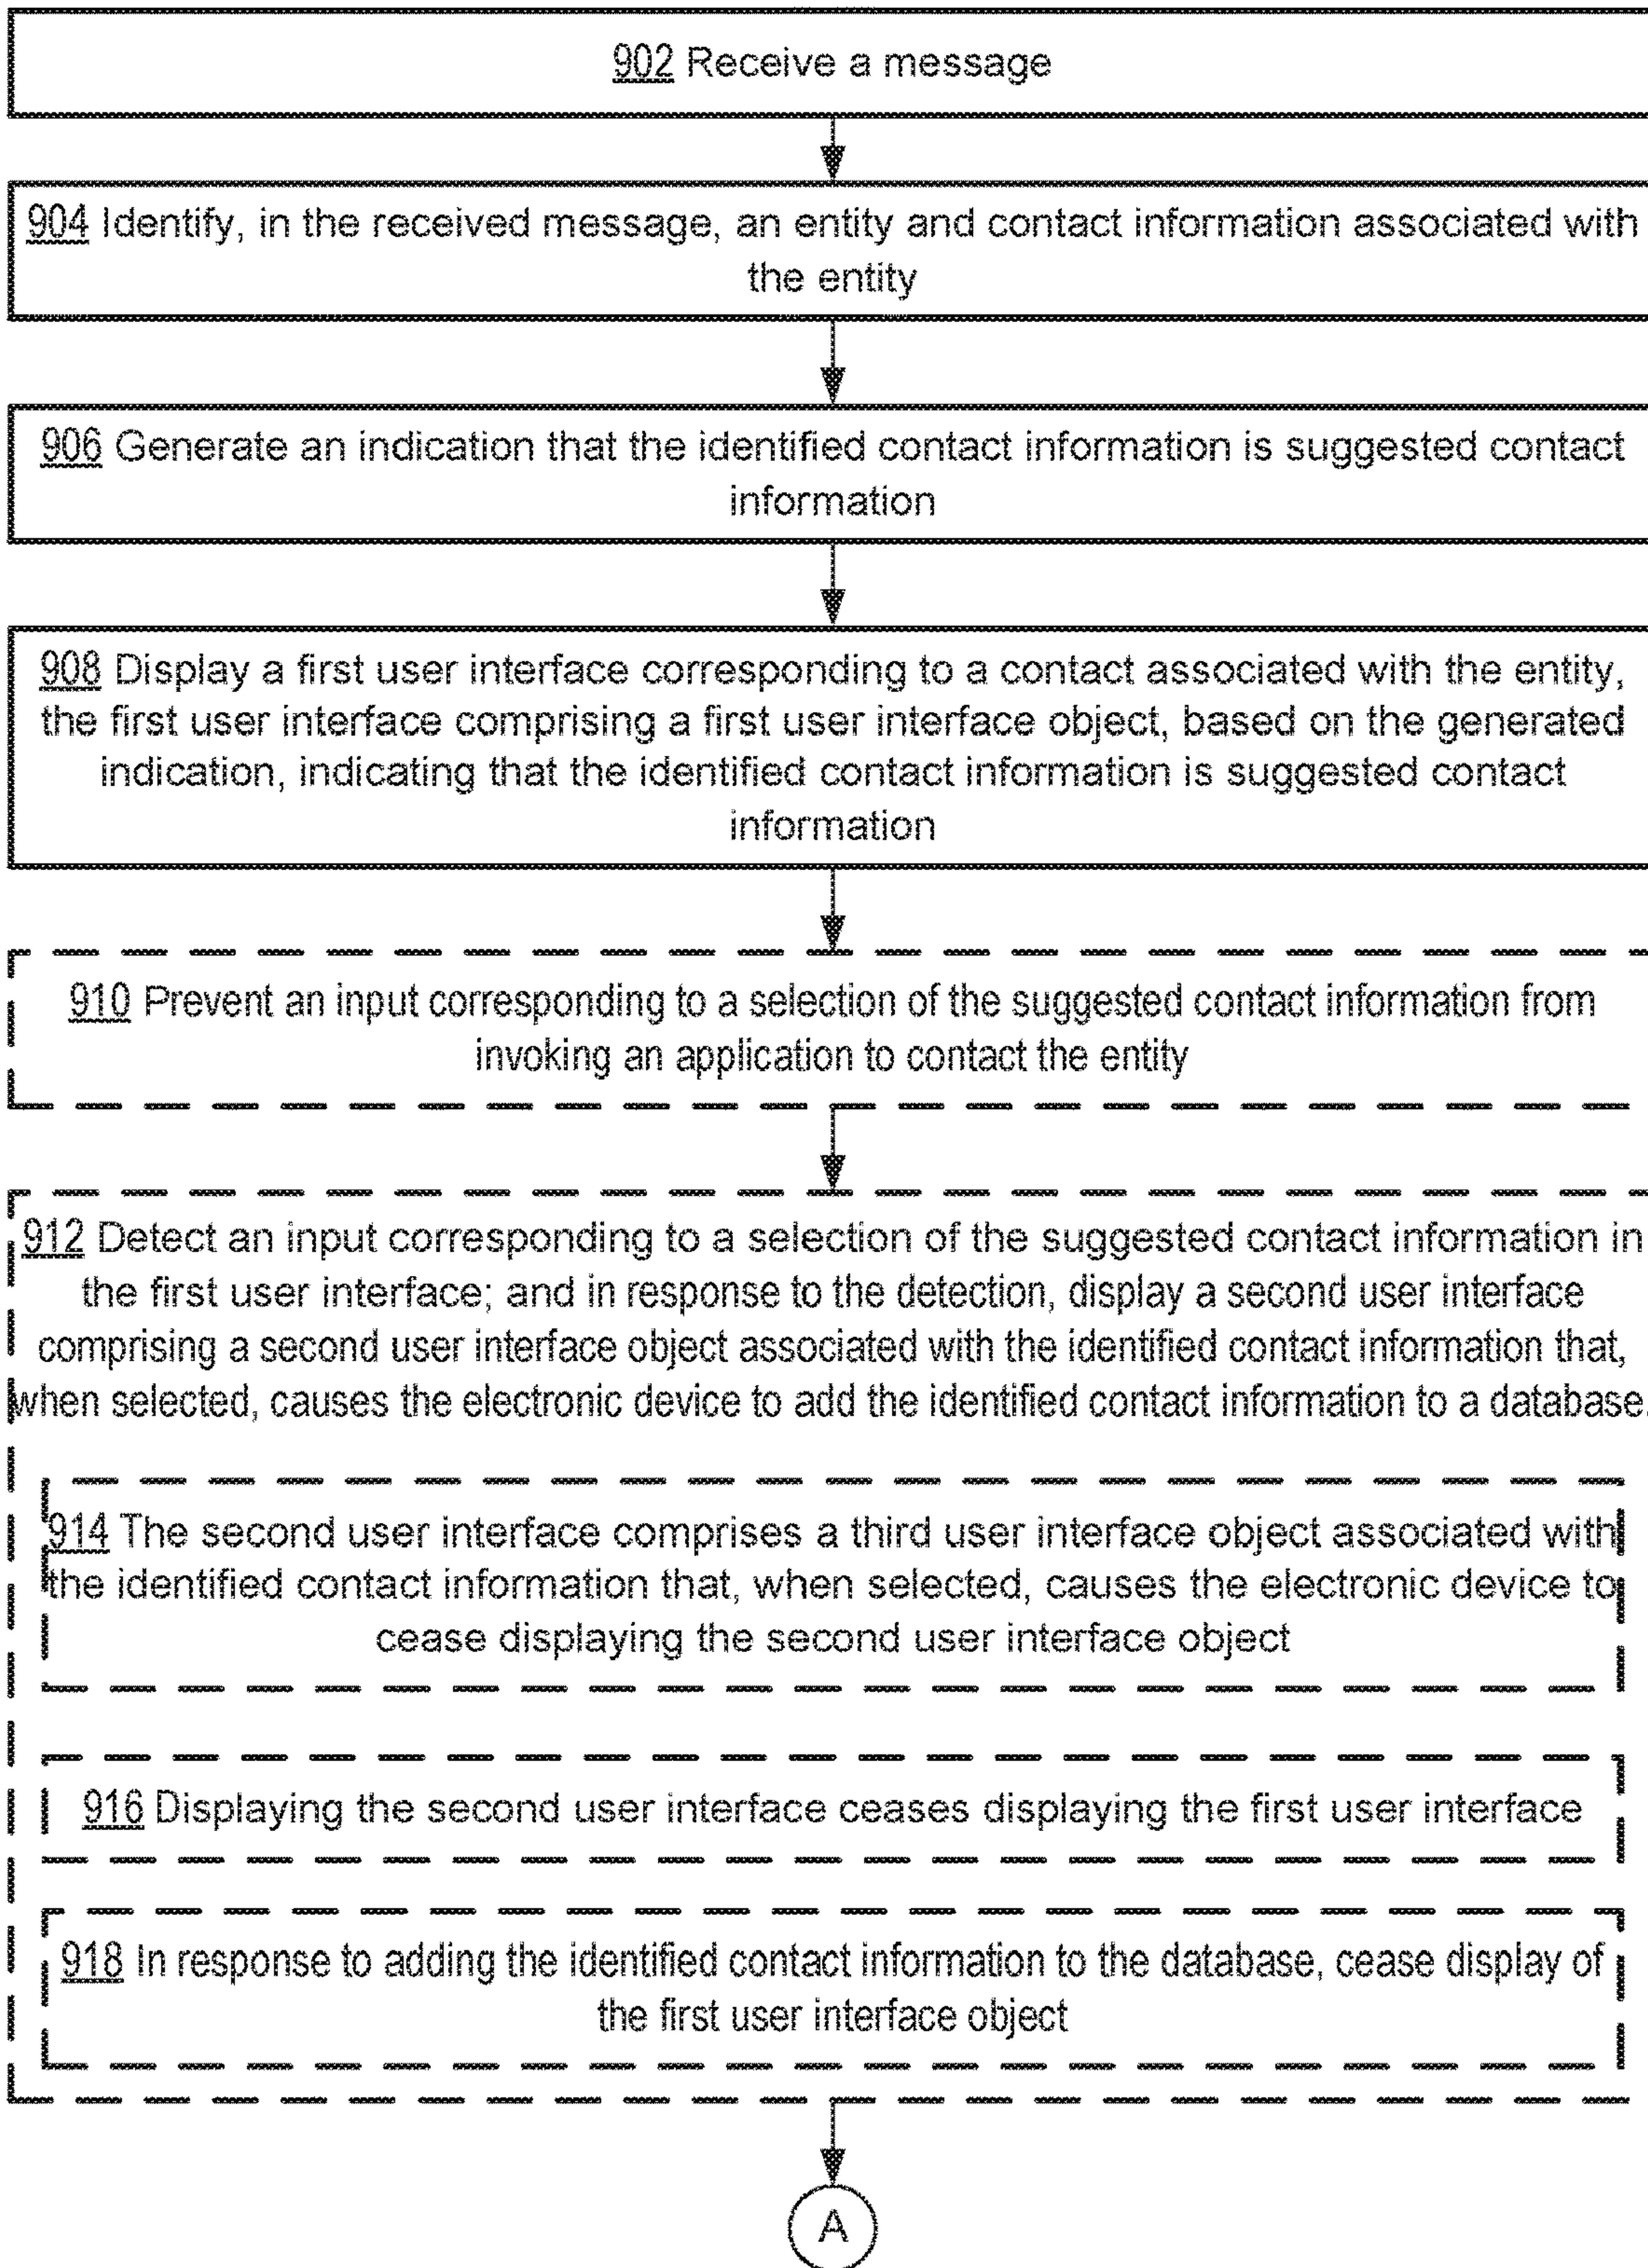 902 Receive a message
904 Identify, in the received message, an entity and contact information associated with
the entity
906 Generate an indication that the identified contact information is suggested contact
information
908 Display a first user interface corresponding to a contact associated with the entity,
the first user interface comprising a first user interface object, based on the generated
indication, indicating that the identified contact information is suggested contact
information
910 Prevent an input corresponding to a selection of the suggested contact information from
invoking an application to contact the entity
912 Detect an input corresponding to a selection of the suggested contact information in
the first user interface; and in response to the detection, display a second user interface
comprising a second user interface object associated with the identified contact information that,
when selected, causes the electronic device to add the identified contact information to a database.
914 The second user interface comprises a third user interface object associated with
the identified contact information that, when selected, causes the electronic device to
cease displaying the second user interface object
916 Displaying the second user interface ceases displaying the first user interface
918 In response to adding the identified contact information to the database, cease display of
the first user interface object
A